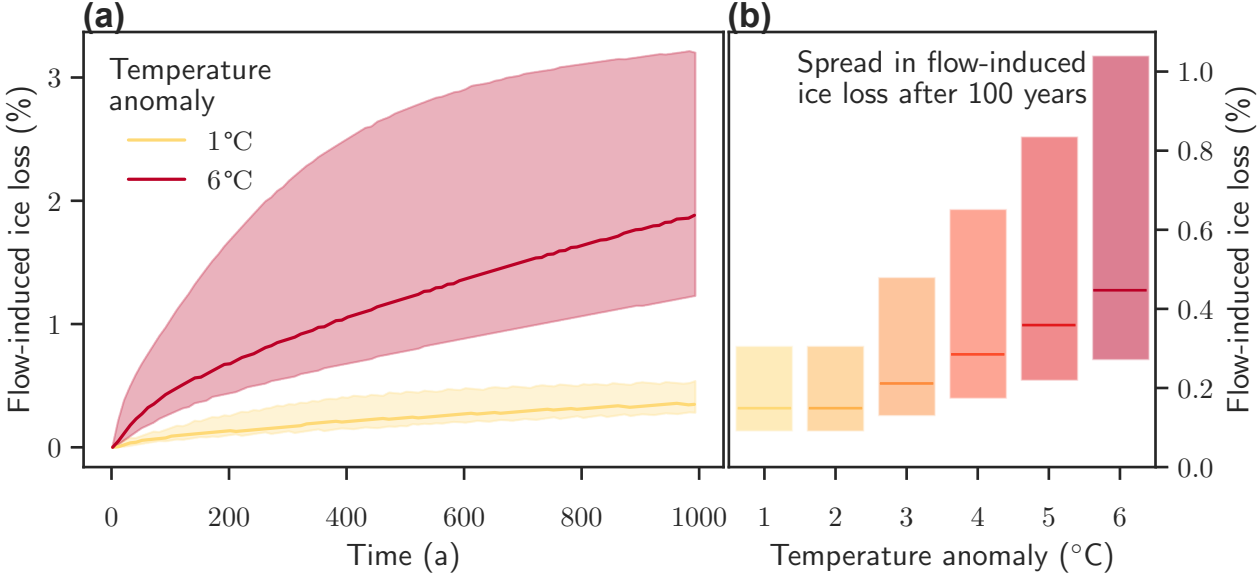 (a)
Flow-induced ice loss (%)
3
2
1
0
Temperature
anomaly
1°C
6°C
0 200 400 600 800 1000
Time (a)
(b)
Spread in flow-induced
ice loss after 100 years
1.0
0.8
0.6
0.4
0.2
0.0
Flow-induced ice loss (%)
1 2 3 4 5 6
Temperature anomaly (°C)